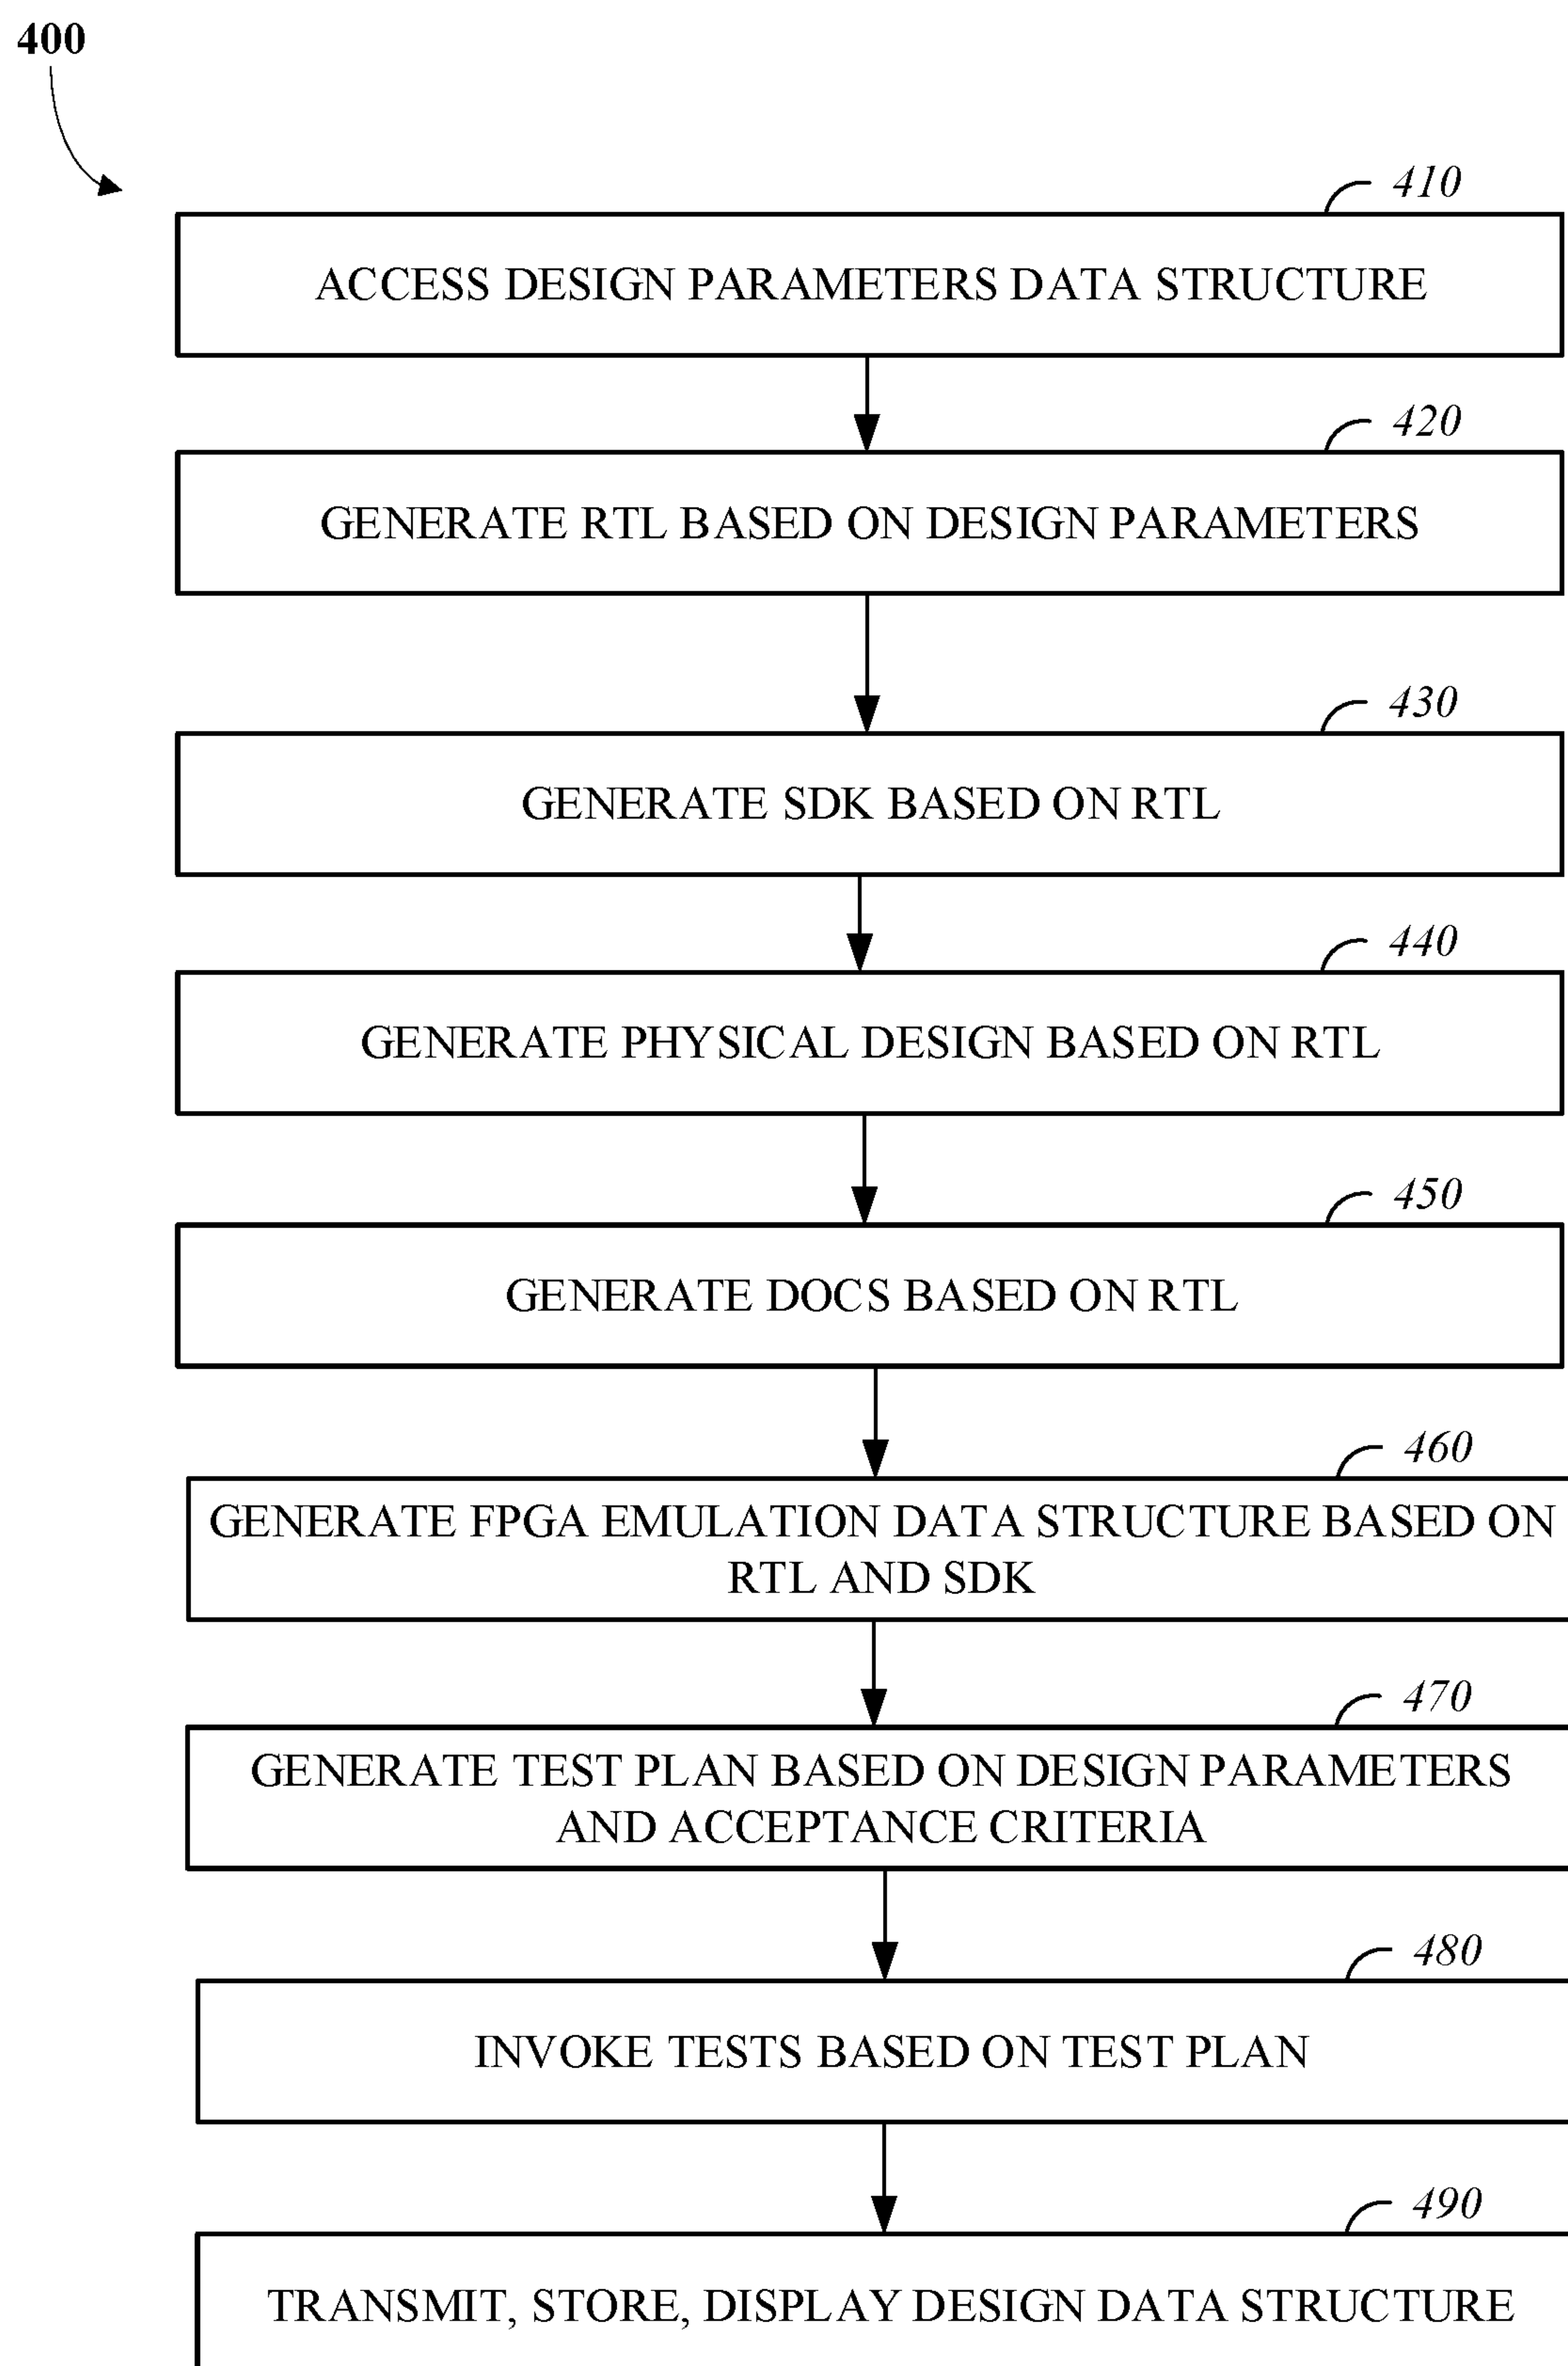 400
410
ACCESS DESIGN PARAMETERS DATA STRUCTURE
420
GENERATE RTL BASED ON DESIGN PARAMETERS
430
GENERATE SDK BASED ON RTL
440
GENERATE PHYSICAL DESIGN BASED ON RTL
450
GENERATE DOCS BASED ON RTL
460
GENERATE FPGA EMULATION DATA STRUCTURE BASED ON
RTL AND SDK
470
GENERATE TEST PLAN BASED ON DESIGN PARAMETERS
AND ACCEPTANCE CRITERIA
480
INVOKE TESTS BASED ON TEST PLAN
490
TRANSMIT, STORE, DISPLAY DESIGN DATA STRUCTURE